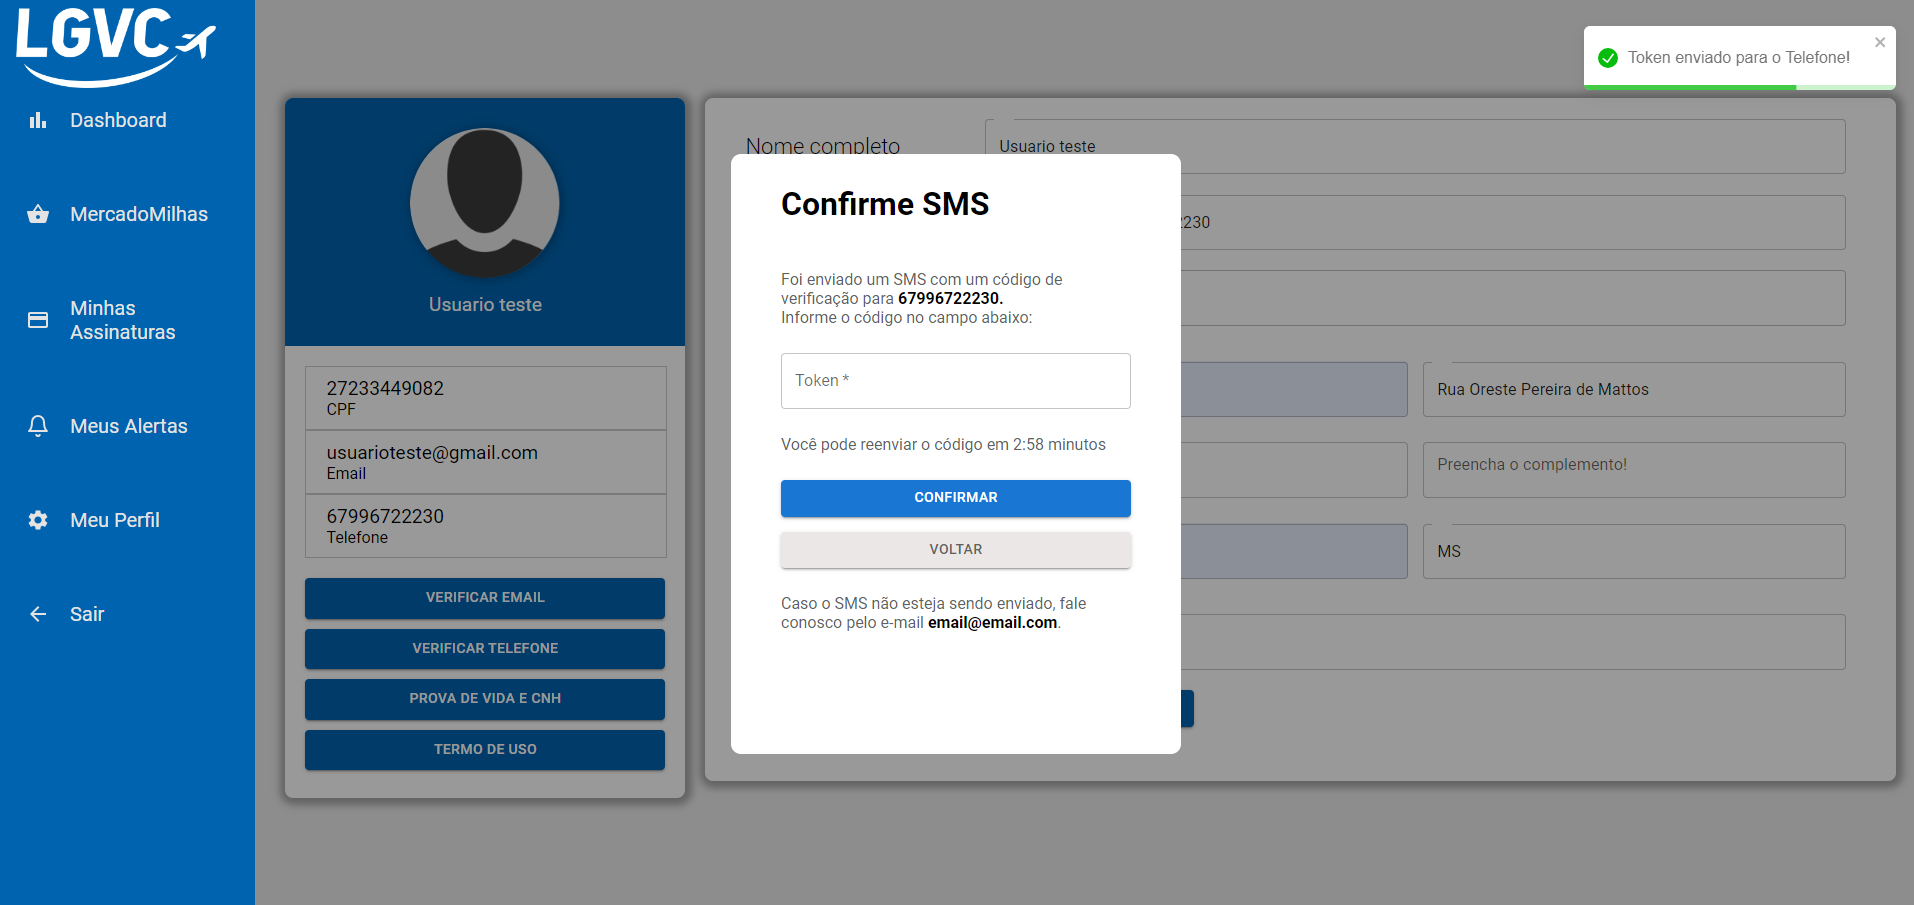 LGVC
Dashboard
MercadoMilhas
Minhas
Assinaturas
Meus Alertas
Meu Perfil
Sair
Usuario teste
27233449082
CPF
usuarioteste@gmail.com
Email
67996722230
Telefone
VERIFICAR EMAIL
VERIFICAR TELEFONE
PROVA DE VIDA E CNH
TERMO DE USO
Token enviado para o Telefone!
Nome completo
Usuario teste
2230
Rua Oreste Pereira de Mattos
Preencha o complemento!
MS
Confirme SMS
Foi enviado um SMS com um código de
verificação para 67996722230.
Informe o código no campo abaixo:
Token *
Você pode reenviar o código em 2:58 minutos
CONFIRMAR
VOLTAR
Caso o SMS não esteja sendo enviado, fale
conosco pelo e-mail email@email.com.